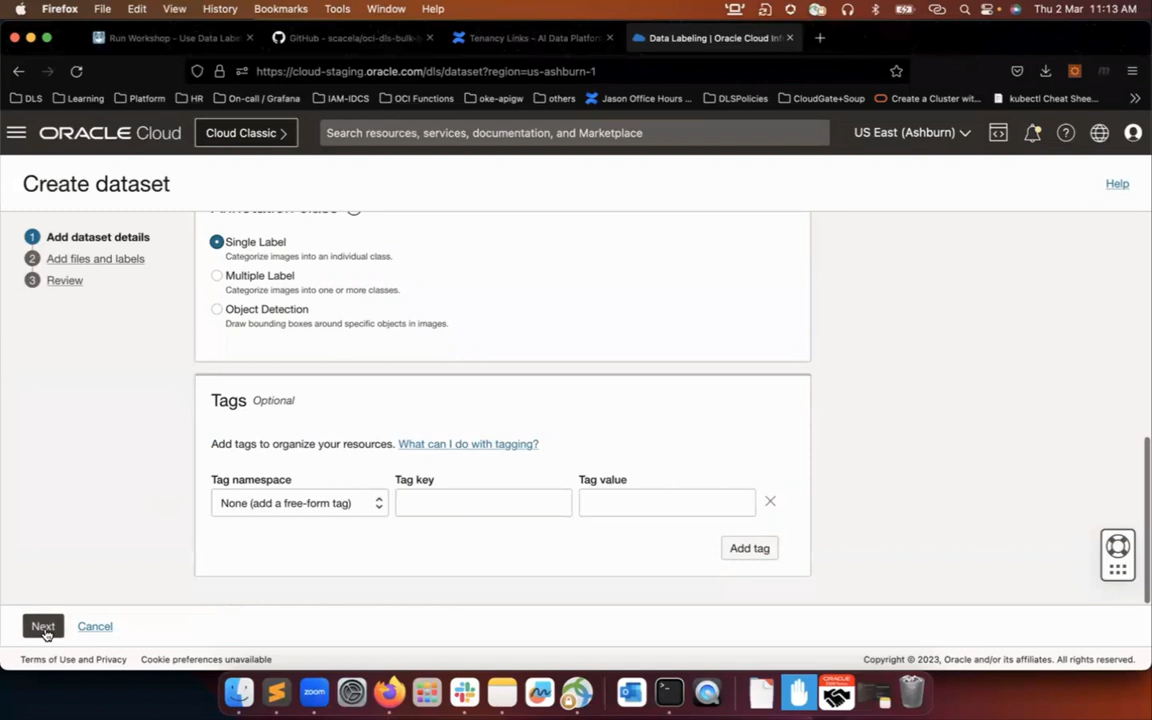 Firefox File Edit View History Bookmarks Tools Window Help Thu 2 Mar 11:13 AM
Run Workshop - Use Data Labe GitHub - scacela/oci-dls-bulk- Tenancy Links - AI Data Platfor Data Labeling | Oracle Cloud Inf
https://cloud-staging.oracle.com/dls/dataset?region=us-ashburn-1
DLS Learning Platform HR On-call / Grafana IAM-IDCS OCI Functions oke-apigw others Jason Office Hours ... DLSPolicies CloudGate+Soup Create a Cluster wit... kubectl Cheat Shee...
ORACLE Cloud Cloud Classic Search resources, services, documentation, and Marketplace US East (Ashburn)
Create dataset Help
1 Add dataset details
2 Add files and labels
3 Review
Annotation class
Single Label
Categorize images into an individual class.
Multiple Label
Categorize images into one or more classes.
Object Detection
Draw bounding boxes around specific objects in images.
Tags Optional
Add tags to organize your resources. What can I do with tagging?
Tag namespace Tag key Tag value
None (add a free-form tag)
Add tag
Next Cancel
Terms of Use and Privacy Cookie preferences unavailable Copyright © 2023, Oracle and/or its affiliates. All rights reserved.
zoom ORACLE